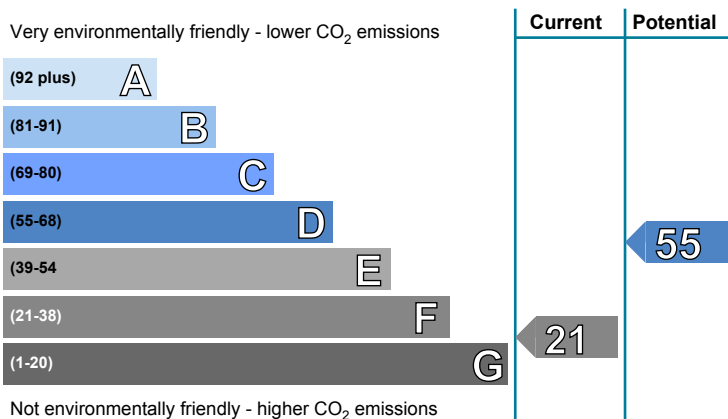 Current Potential
Very environmentally friendly - lower CO2 emissions
(92 plus) A
(81-91) B
(69-80) C
(55-68) D
55
(39-54 E
(21-38) F
21
(1-20) G
Not environmentally friendly - higher CO2 emissions